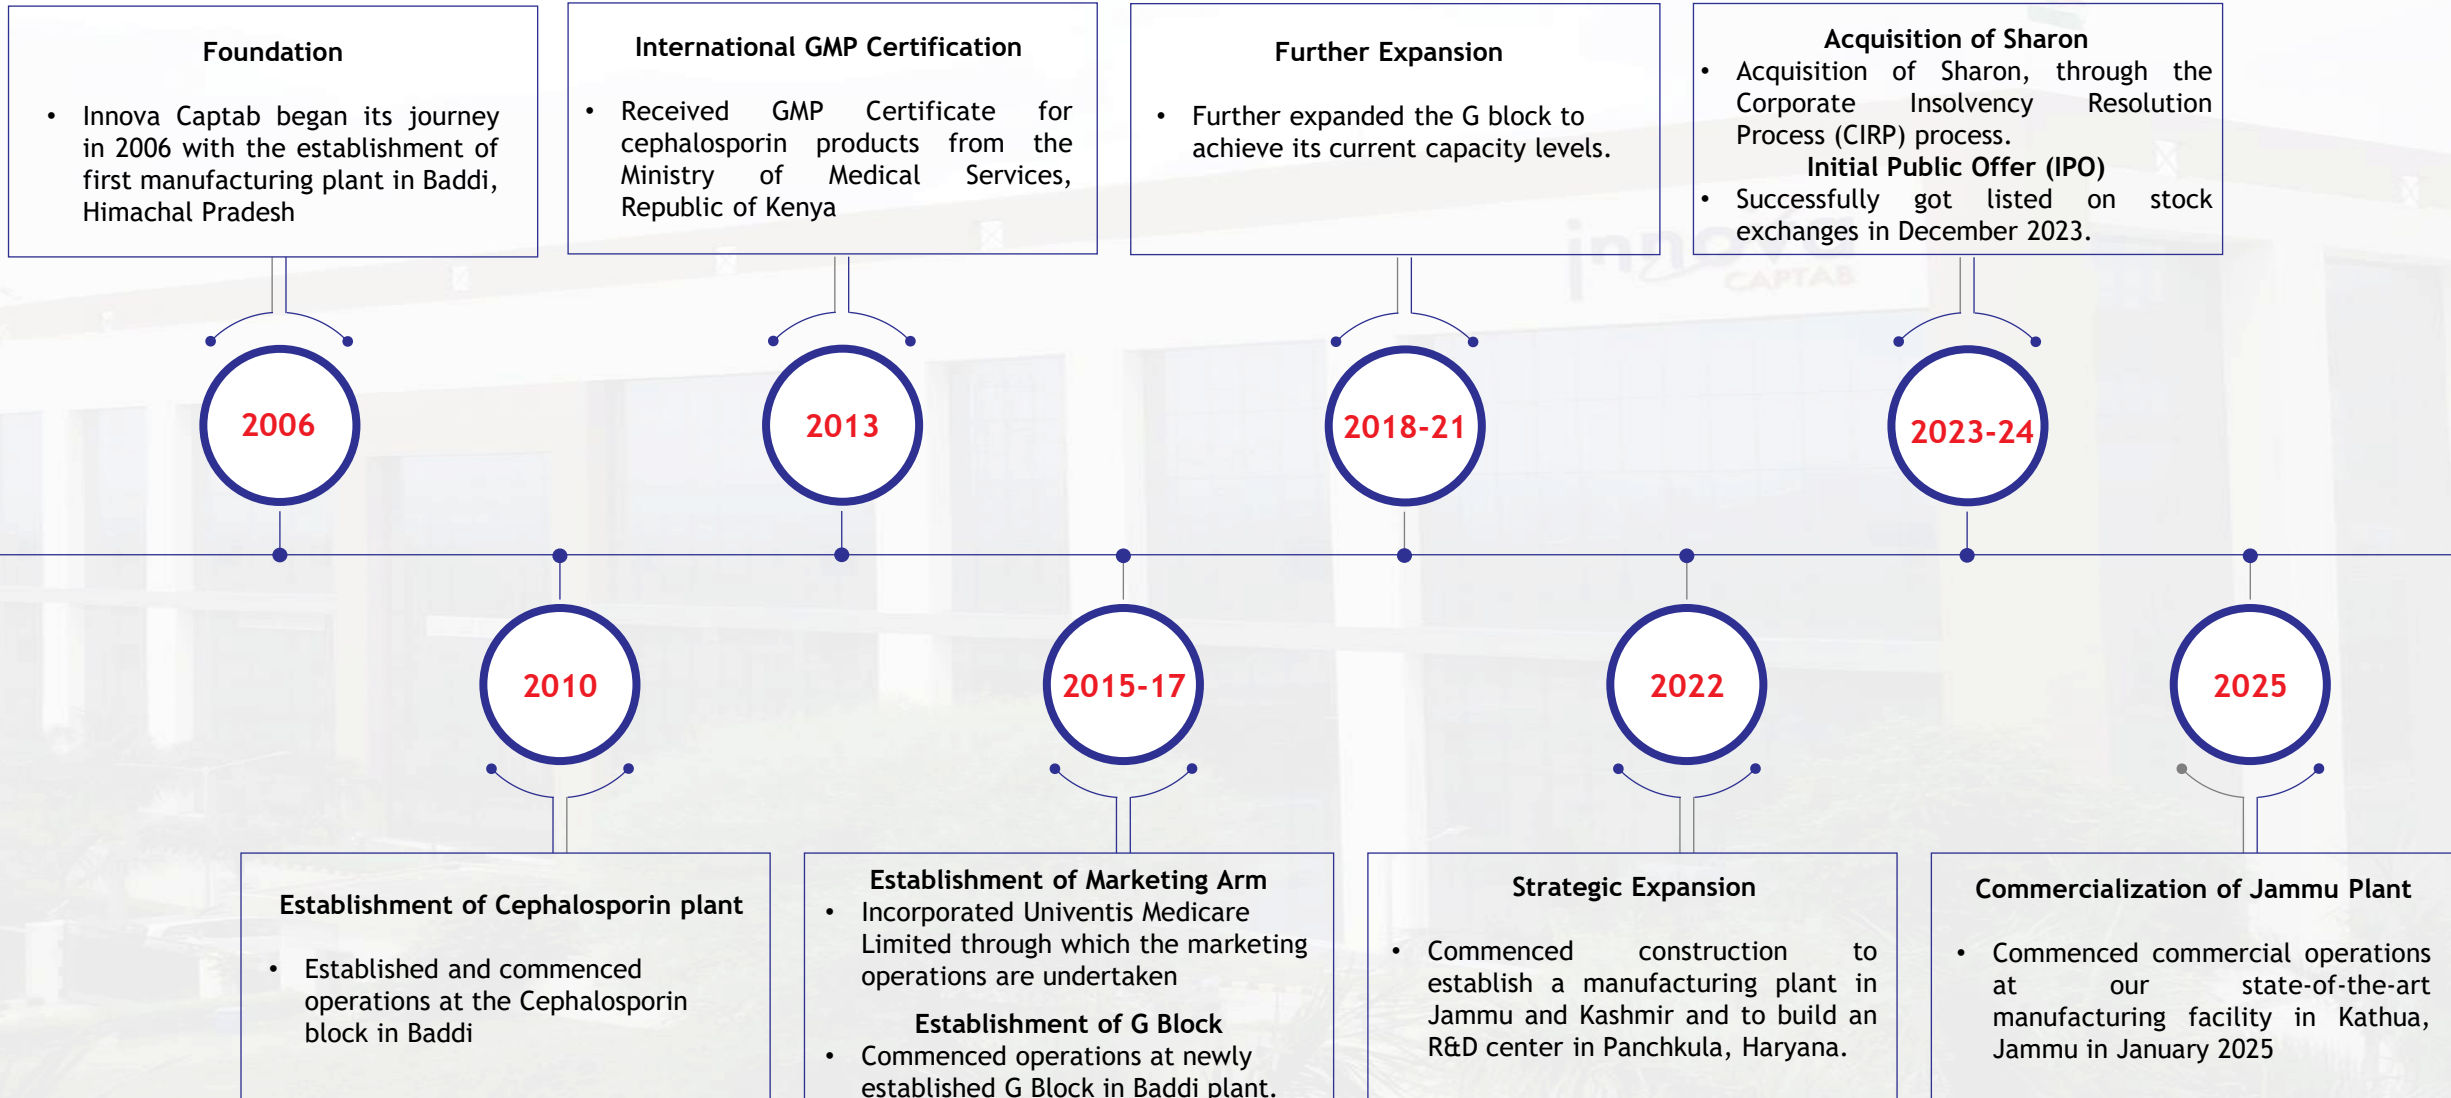 Foundation
• Innova Captab began its journey
in 2006 with the establishment of
first manufacturing plant in Baddi,
Himachal Pradesh
International GMP Certification
• Received GMP Certificate for
cephalosporin products from the
Ministry of Medical Services,
Republic of Kenya
Further Expansion
• Further expanded the G block to
achieve its current capacity levels.
Acquisition of Sharon
• Acquisition of Sharon, through the
Corporate Insolvency Resolution
Process (CIRP) process.
Initial Public Offer (IPO)
• Successfully got listed on stock
exchanges in December 2023.
innova
CAPTAB
2006
2013
2018-21
2023-24
2010
2015-17
2022
2025
Establishment of Cephalosporin plant
• Established and commenced
operations at the Cephalosporin
block in Baddi
Establishment of Marketing Arm
• Incorporated Univentis Medicare
Limited through which the marketing
operations are undertaken
Establishment of G Block
• Commenced operations at newly
established G Block in Baddi plant.
Strategic Expansion
• Commenced construction to
establish a manufacturing plant in
Jammu and Kashmir and to build an
R&D center in Panchkula, Haryana.
Commercialization of Jammu Plant
• Commenced commercial operations
at our state-of-the-art
manufacturing facility in Kathua,
Jammu in January 2025